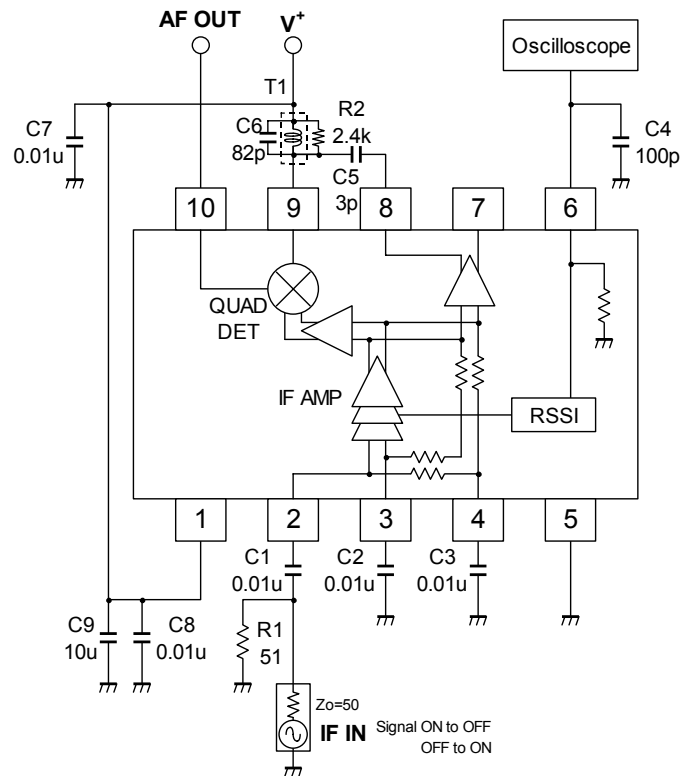 AF OUT
V+
Oscilloscope
T1
C7
0.01u
C6
82p
R2
2.4k
C5
3p
C4
100p
10
9
8
7
6
QUAD
DET
IF AMP
RSSI
1
2
3
4
5
C1
0.01u
C2
0.01u
C3
0.01u
C9
10u
C8
0.01u
R1
51
Zo=50
IF IN
Signal ON to OFF
OFF to ON